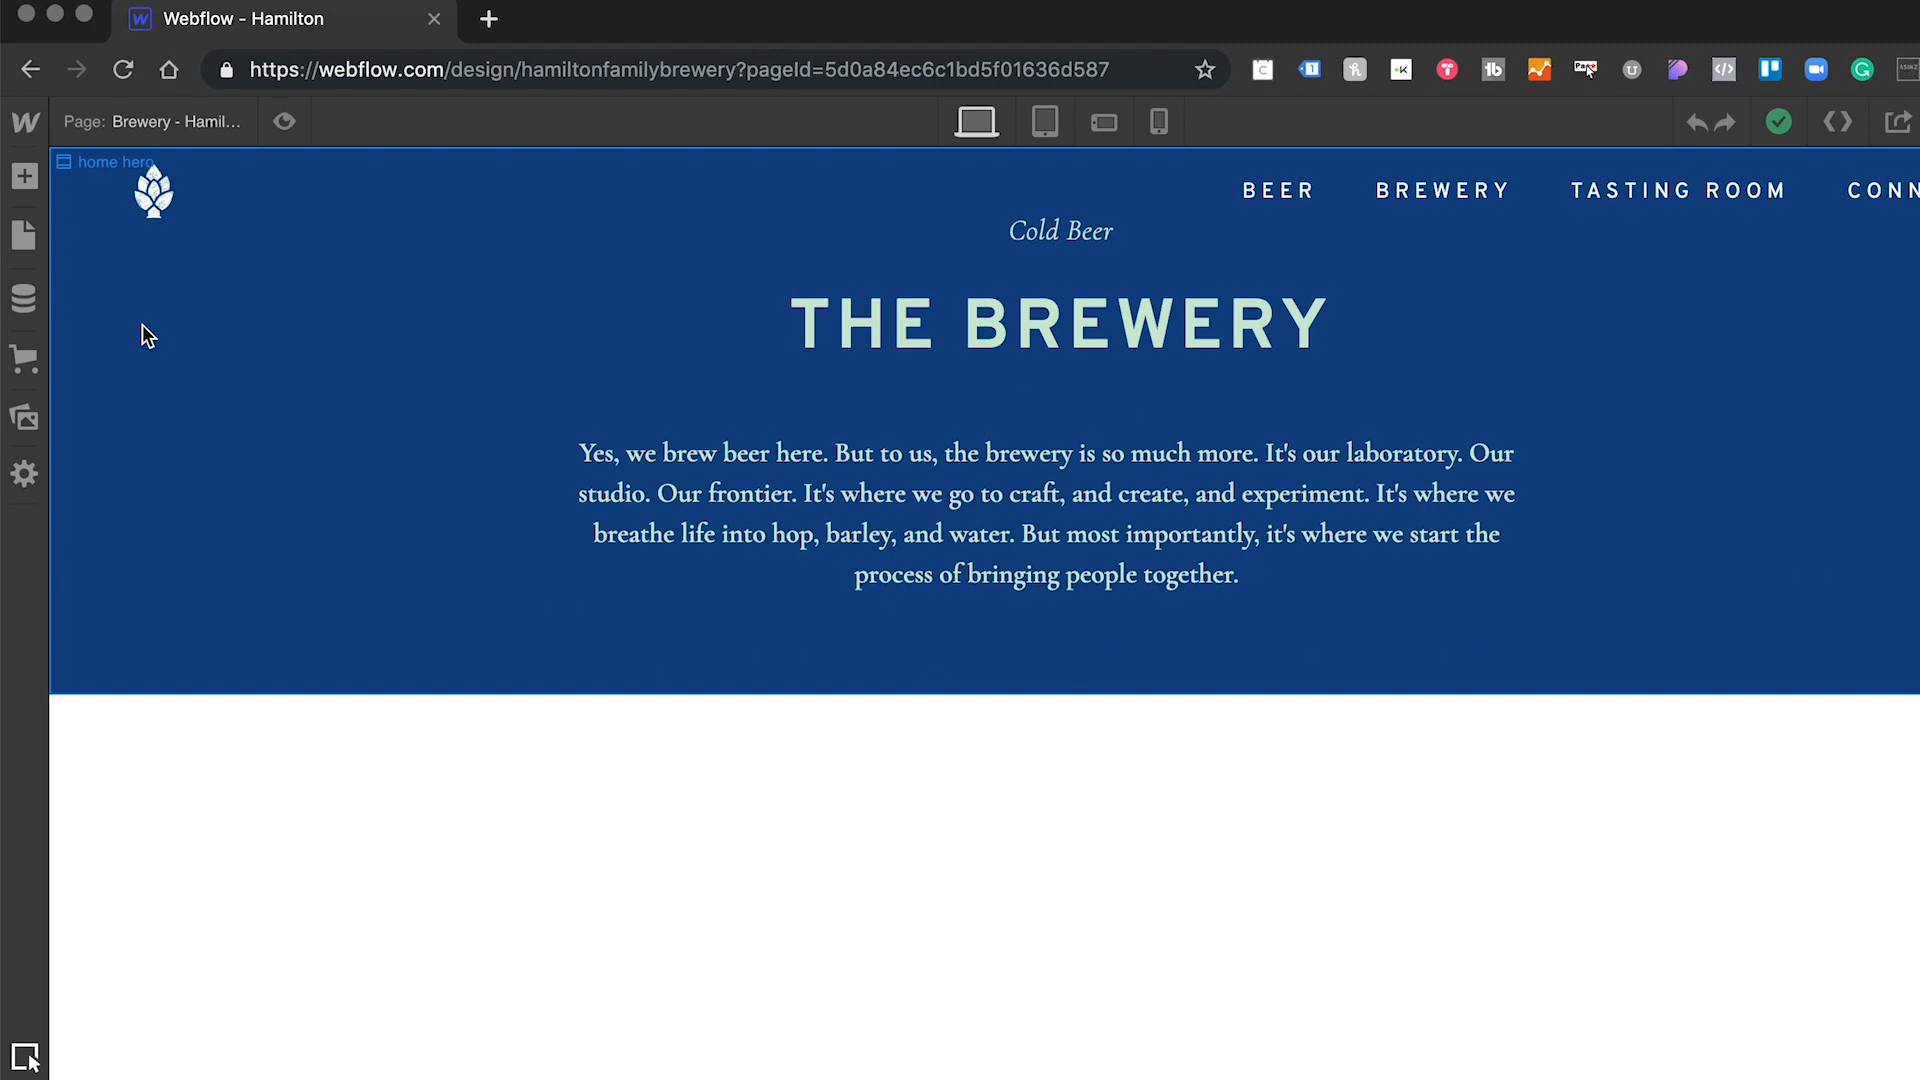 Webflow - Hamilton
https://webflow.com/design/hamiltonfamilybrewery?pageId=5d0a84ec6c1bd5f01636d587
Page: Brewery - Hamil...
home hero
BEER BREWERY TASTING ROOM CONN
Cold Beer
THE BREWERY
Yes, we brew beer here. But to us, the brewery is so much more. It's our laboratory. Our
studio. Our frontier. It's where we go to craft, and create, and experiment. It's where we
breathe life into hop, barley, and water. But most importantly, it's where we start the
process of bringing people together.